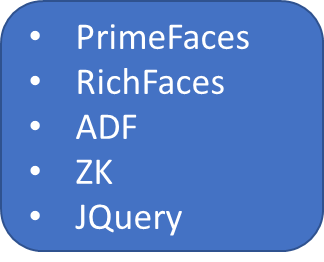 • PrimeFaces
• RichFaces
• ADF
• ZK
• JQuery